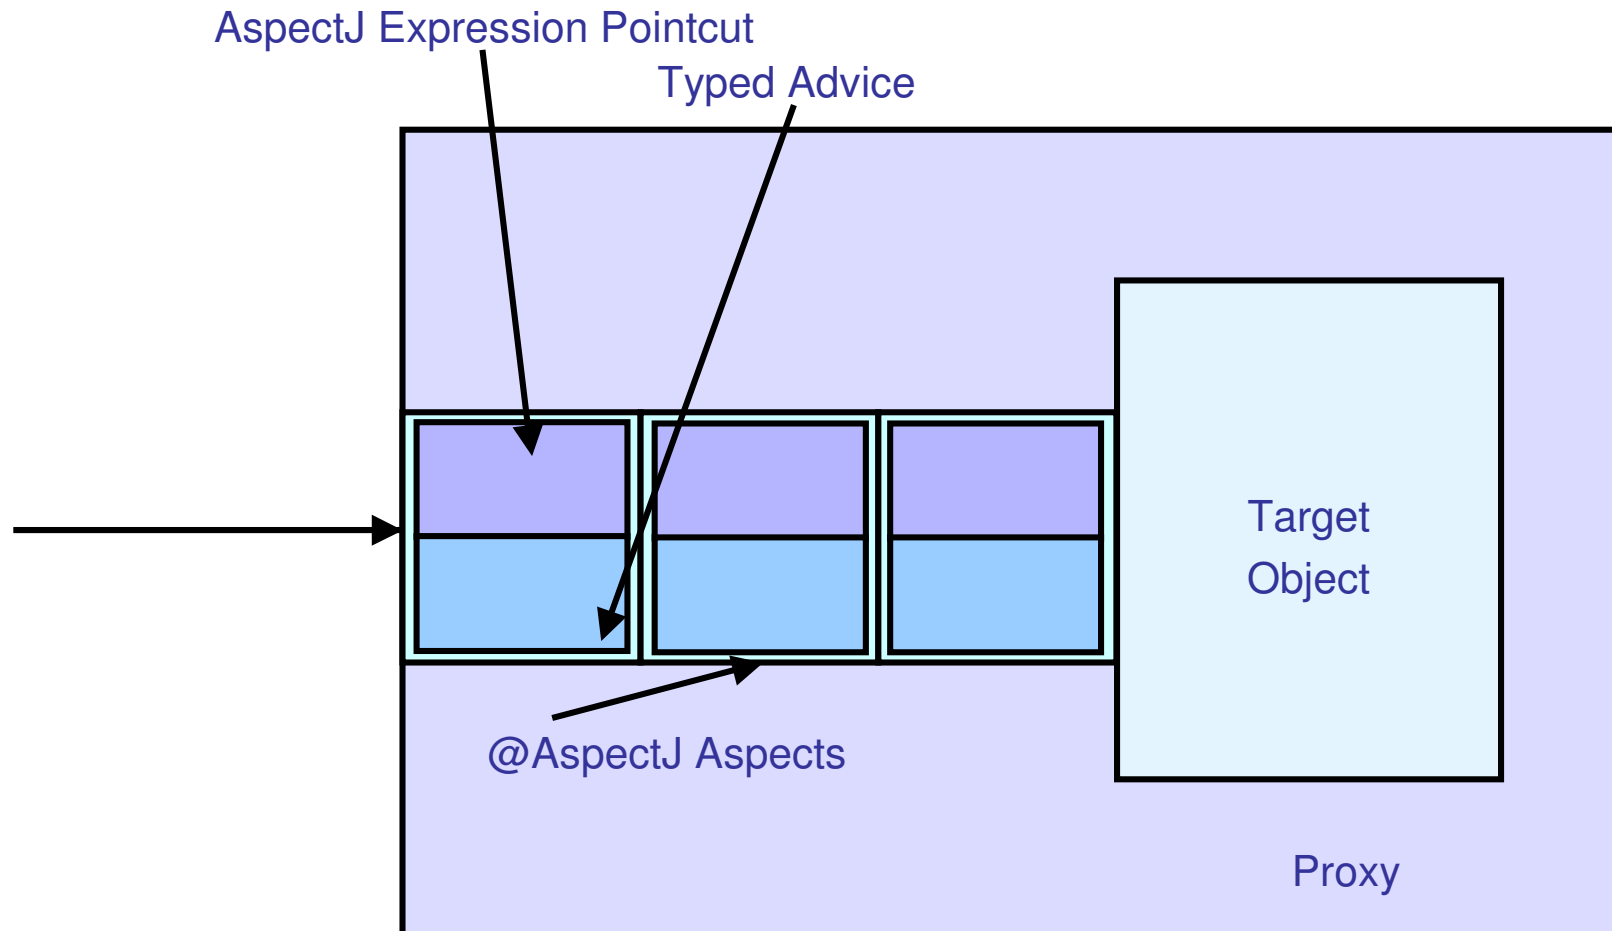 AspectJ Expression Pointcut
Typed Advice
Target
Object
@AspectJ Aspects
Proxy